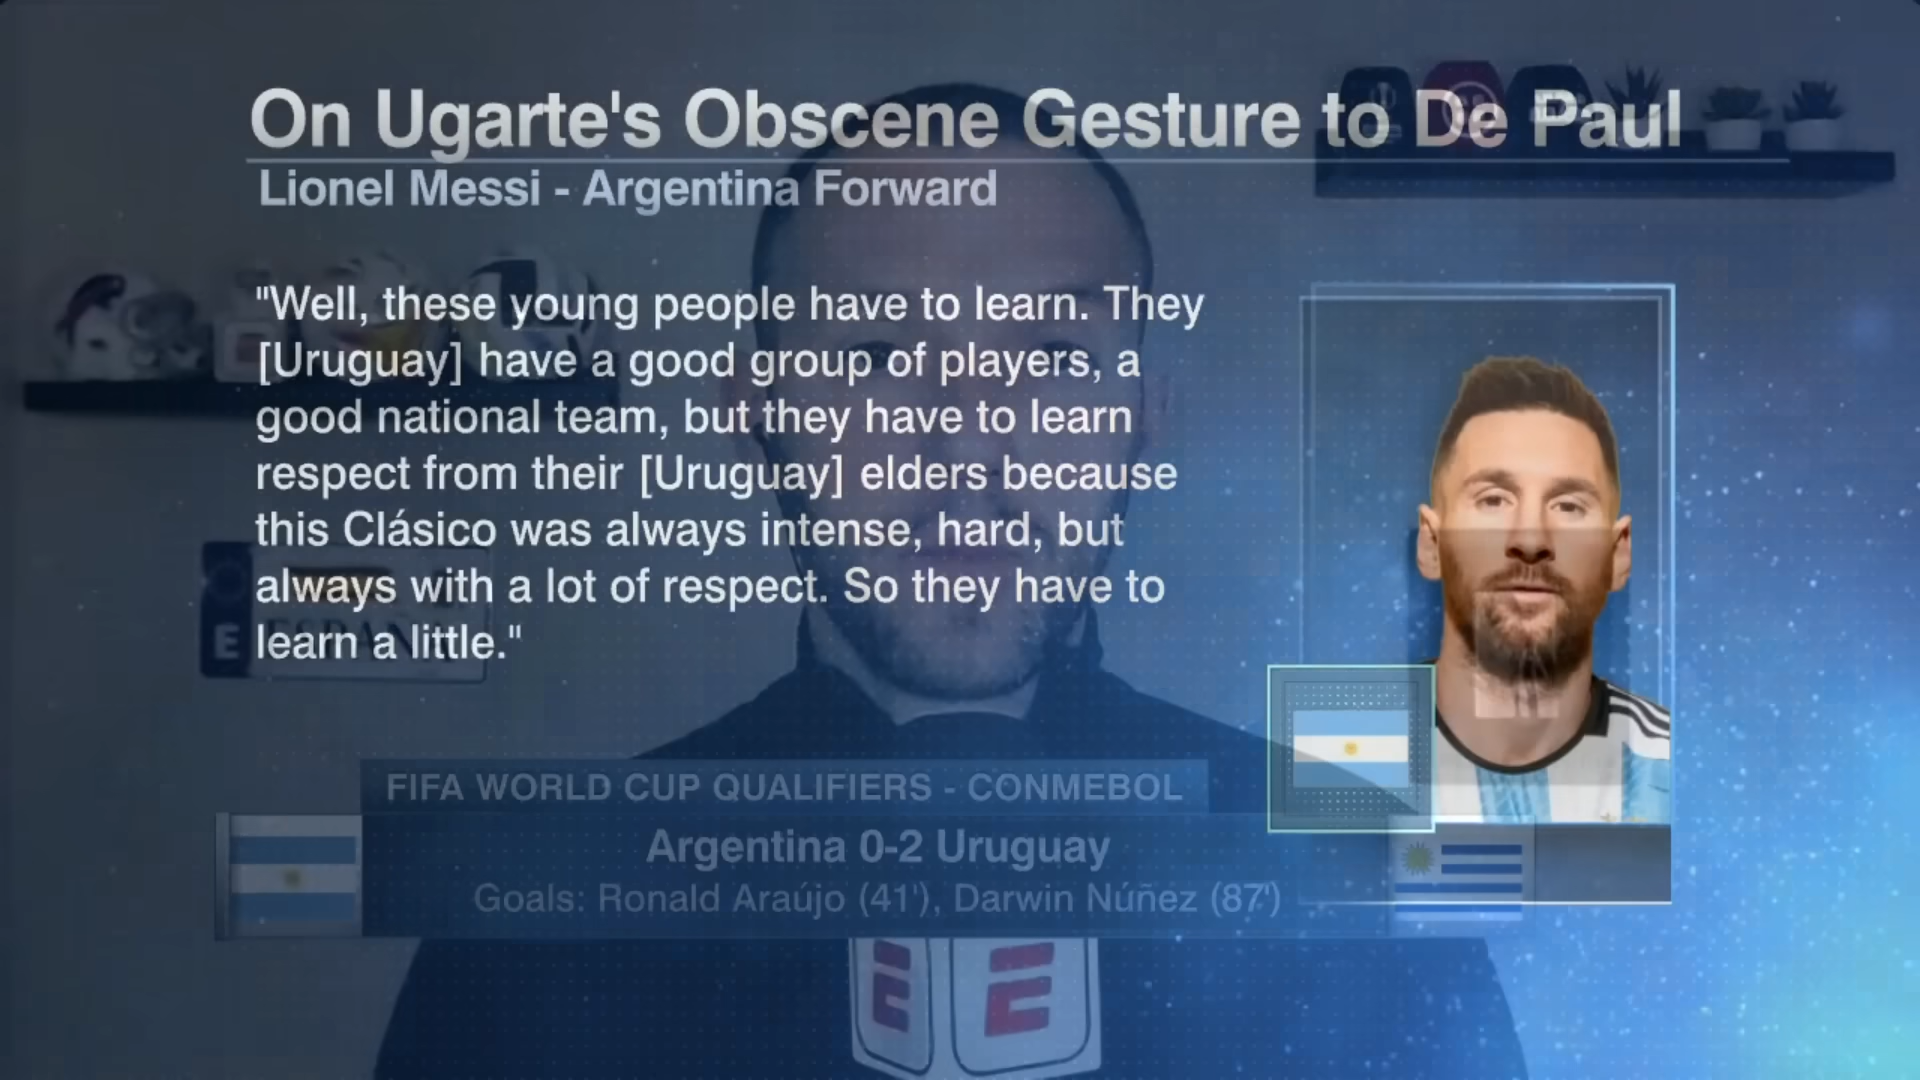 On Ugarte's Obscene Gesture to De Paul
Lionel Messi - Argentina Forward
"Well, these young people have to learn. They
[Uruguay] have a good group of players, a
good national team, but they have to learn
respect from their [Uruguay] elders because
this Clásico was always intense, hard, but
always with a lot of respect. So they have to
learn a little."
E ESPAÑA
FIFA WORLD CUP QUALIFIERS - CONMEBOL
Argentina 0-2 Uruguay
Goals: Ronald Araújo (41'), Darwin Núñez (87')
E E